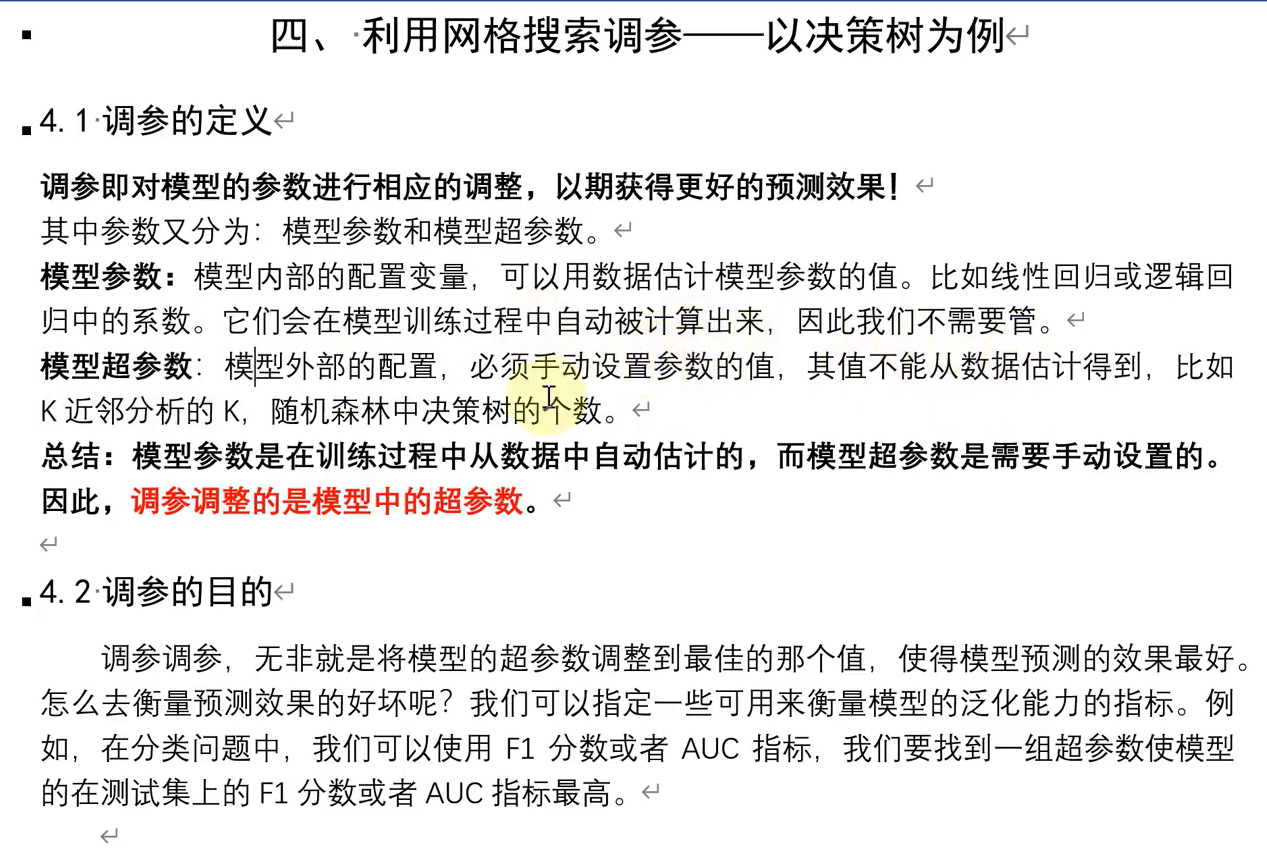 四、利用网格搜索调参——以决策树为例
4.1 调参的定义
调参即对模型的参数进行相应的调整，以期获得更好的预测效果！
其中参数又分为：模型参数和模型超参数。
模型参数：模型内部的配置变量，可以用数据估计模型参数的值。比如线性回归或逻辑回
归中的系数。它们会在模型训练过程中自动被计算出来，因此我们不需要管。
模型超参数：模型外部的配置，必须手动设置参数的值，其值不能从数据估计得到，比如
K 近邻分析的 K，随机森林中决策树的个数。
总结：模型参数是在训练过程中从数据中自动估计的，而模型超参数是需要手动设置的。
因此，调参调整的是模型中的超参数。
4.2 调参的目的
调参调参，无非就是将模型的超参数调整到最佳的那个值，使得模型预测的效果最好。
怎么去衡量预测效果的好坏呢？我们可以指定一些可用来衡量模型的泛化能力的指标。例
如，在分类问题中，我们可以使用 F1 分数或者 AUC 指标，我们要找到一组超参数使模型
的在测试集上的 F1 分数或者 AUC 指标最高。